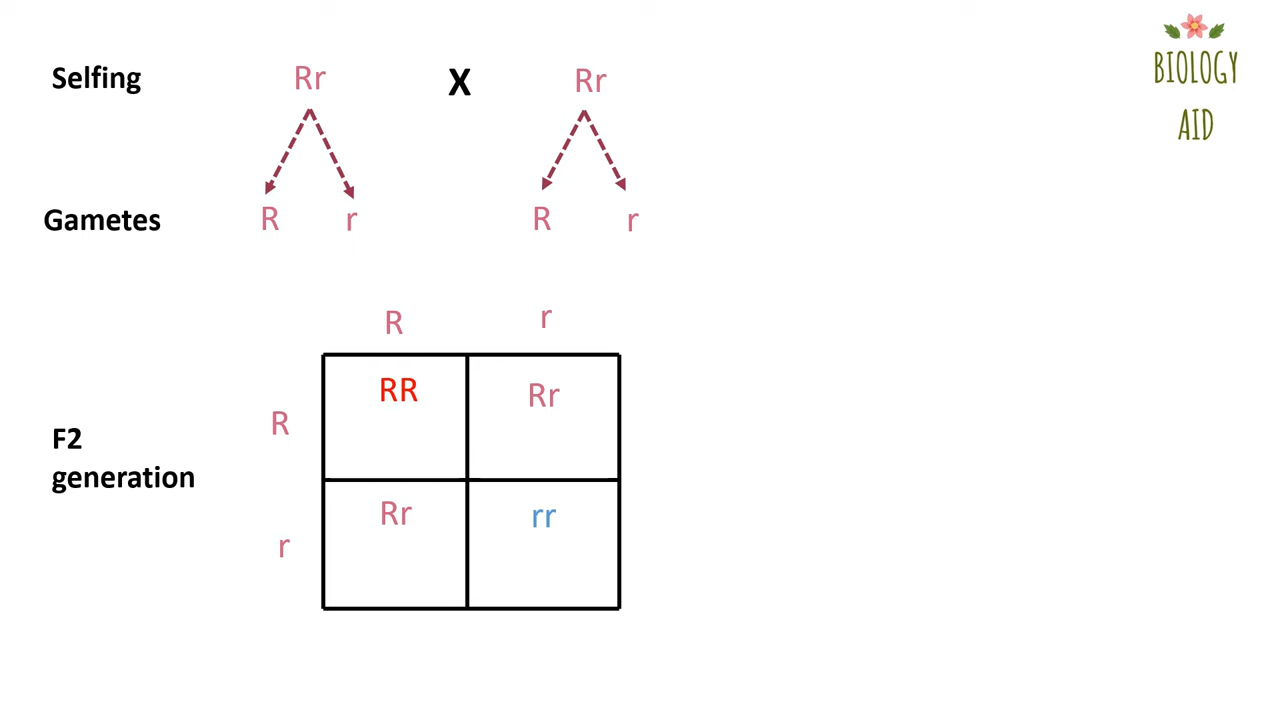 Selfing Rr X Rr
Gametes R r R r
R r
R RR Rr
F2
generation
r Rr rr
BIOLOGY
AID